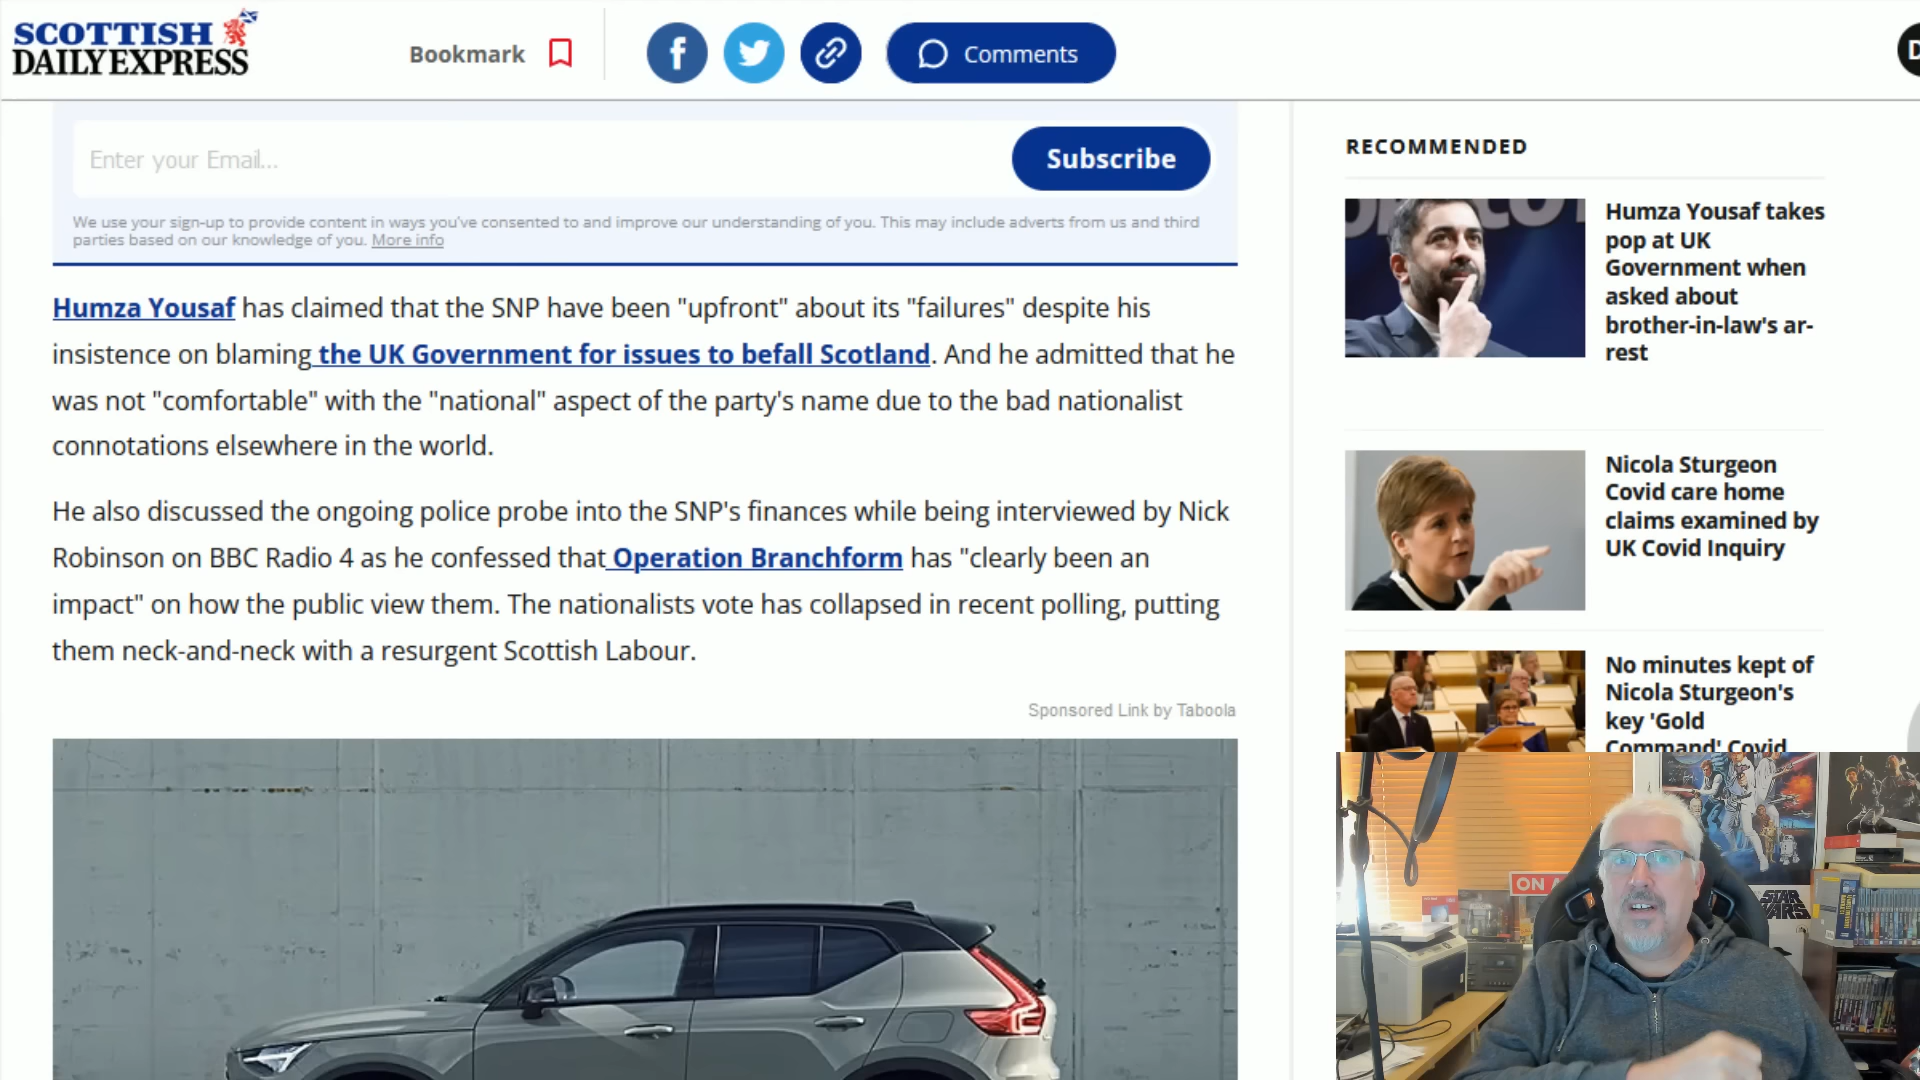 SCOTTISH
DAILY EXPRESS
Bookmark
Comments
D
Enter your Email...
Subscribe
We use your sign-up to provide content in ways you've consented to and improve our understanding of you. This may include adverts from us and third
parties based on our knowledge of you. More info
Humza Yousaf has claimed that the SNP have been "upfront" about its "failures" despite his
insistence on blaming the UK Government for issues to befall Scotland. And he admitted that he
was not "comfortable" with the "national" aspect of the party's name due to the bad nationalist
connotations elsewhere in the world.
He also discussed the ongoing police probe into the SNP's finances while being interviewed by Nick
Robinson on BBC Radio 4 as he confessed that Operation Branchform has "clearly been an
impact" on how the public view them. The nationalists vote has collapsed in recent polling, putting
them neck-and-neck with a resurgent Scottish Labour.
Sponsored Link by Taboola
RECOMMENDED
Humza Yousaf takes
pop at UK
Government when
asked about
brother-in-law's ar-
rest
Nicola Sturgeon
Covid care home
claims examined by
UK Covid Inquiry
No minutes kept of
Nicola Sturgeon's
key 'Gold
Command' Covid
ON A
STAR
WARS